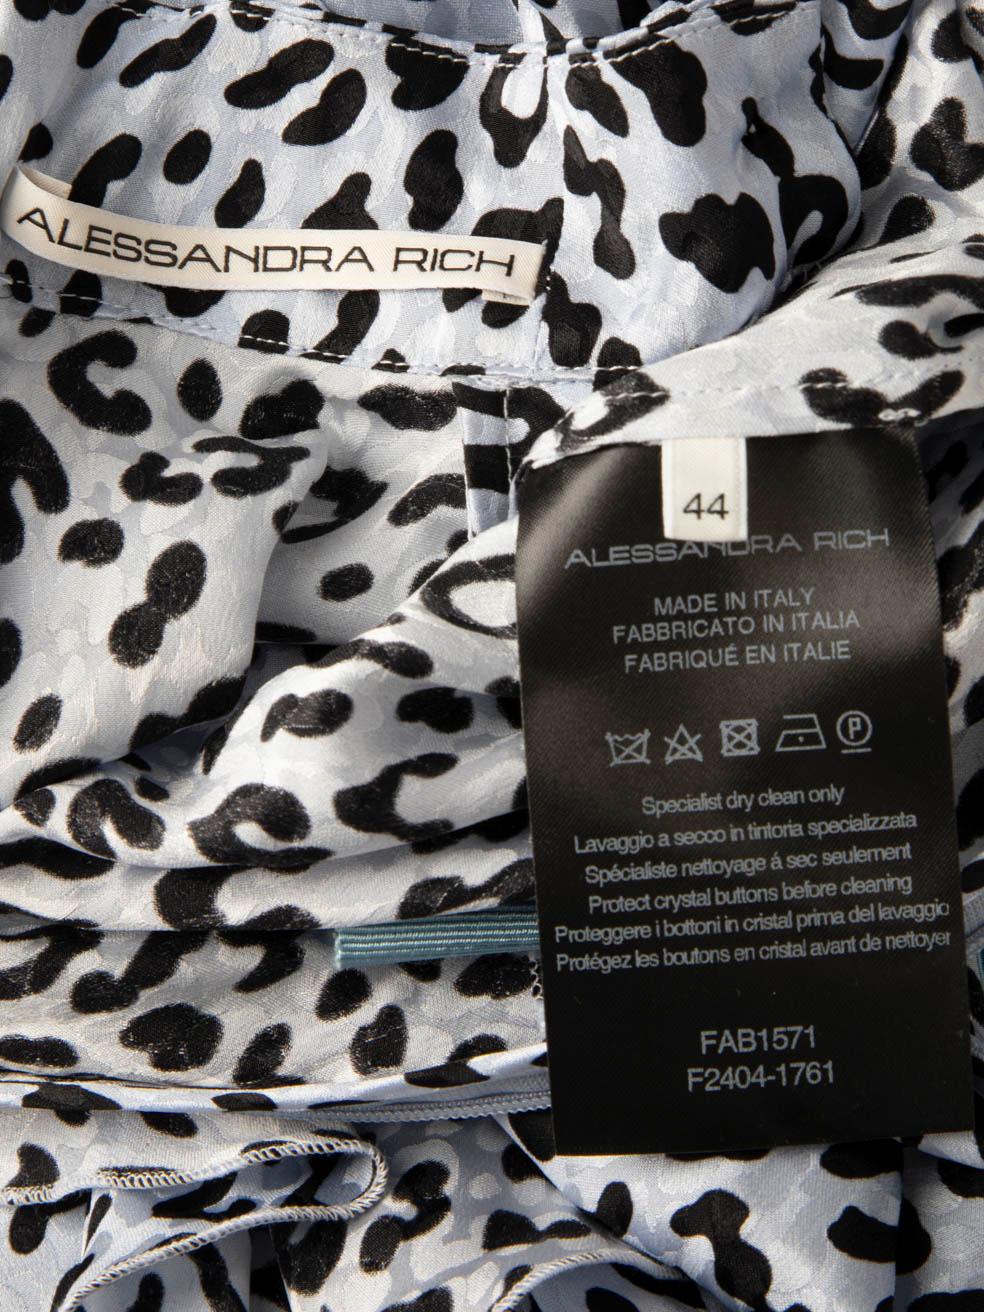 ALESSANDRA RICH
44
ALESSANDRA RICH
MADE IN ITALY
FABBRICATO IN ITALIA
FABRIQUÉ EN ITALIE
P
Specialist dry clean only
Lavaggio a secco in tintoria specializzata
Spécialiste nettoyage á sec seulement
Protect crystal buttons before cleaning
Proteggere i bottoni in cristal prima del lavaggio
Protégez les boutons en cristal avant de nettoyer
FAB1571
F2404-1761